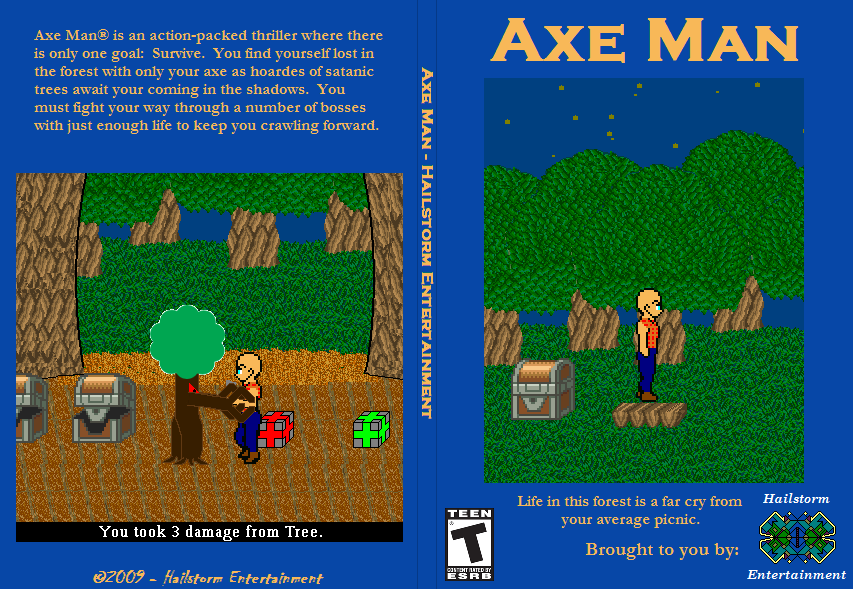 Axe Man® is an action-packed thriller where there
is only one goal:  Survive.  You find yourself lost in
the forest with only your axe as hoardes of satanic
trees await your coming in the shadows.  You
must fight your way through a number of bosses
with just enough life to keep you crawling forward.
You took 3 damage from Tree.
©2009 - Hailstorm Entertainment
Axe Man - Hailstorm Entertainment
Axe Man
Life in this forest is a far cry from
your average picnic.
Brought to you by:
Hailstorm
Entertainment
TEEN
T
®
CONTENT RATED BY
ESRB